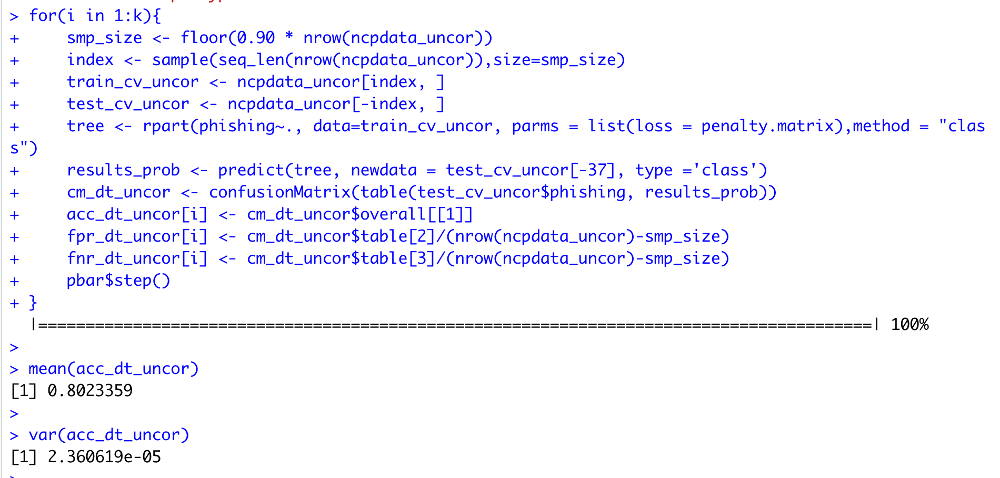 > for(i in 1:k){
+     smp_size <- floor(0.90 * nrow(ncpdata_uncor))
+     index <- sample(seq_len(nrow(ncpdata_uncor)),size=smp_size)
+     train_cv_uncor <- ncpdata_uncor[index, ]
+     test_cv_uncor <- ncpdata_uncor[-index, ]
+     tree <- rpart(phishing~., data=train_cv_uncor, parms = list(loss = penalty.matrix),method = "clas
s")
+     results_prob <- predict(tree, newdata = test_cv_uncor[-37], type ='class')
+     cm_dt_uncor <- confusionMatrix(table(test_cv_uncor$phishing, results_prob))
+     acc_dt_uncor[i] <- cm_dt_uncor$overall[[1]]
+     fpr_dt_uncor[i] <- cm_dt_uncor$table[2]/(nrow(ncpdata_uncor)-smp_size)
+     fnr_dt_uncor[i] <- cm_dt_uncor$table[3]/(nrow(ncpdata_uncor)-smp_size)
+     pbar$step()
+ }
  |========================================================================================| 100%
>
> mean(acc_dt_uncor)
[1] 0.8023359
>
> var(acc_dt_uncor)
[1] 2.360619e-05